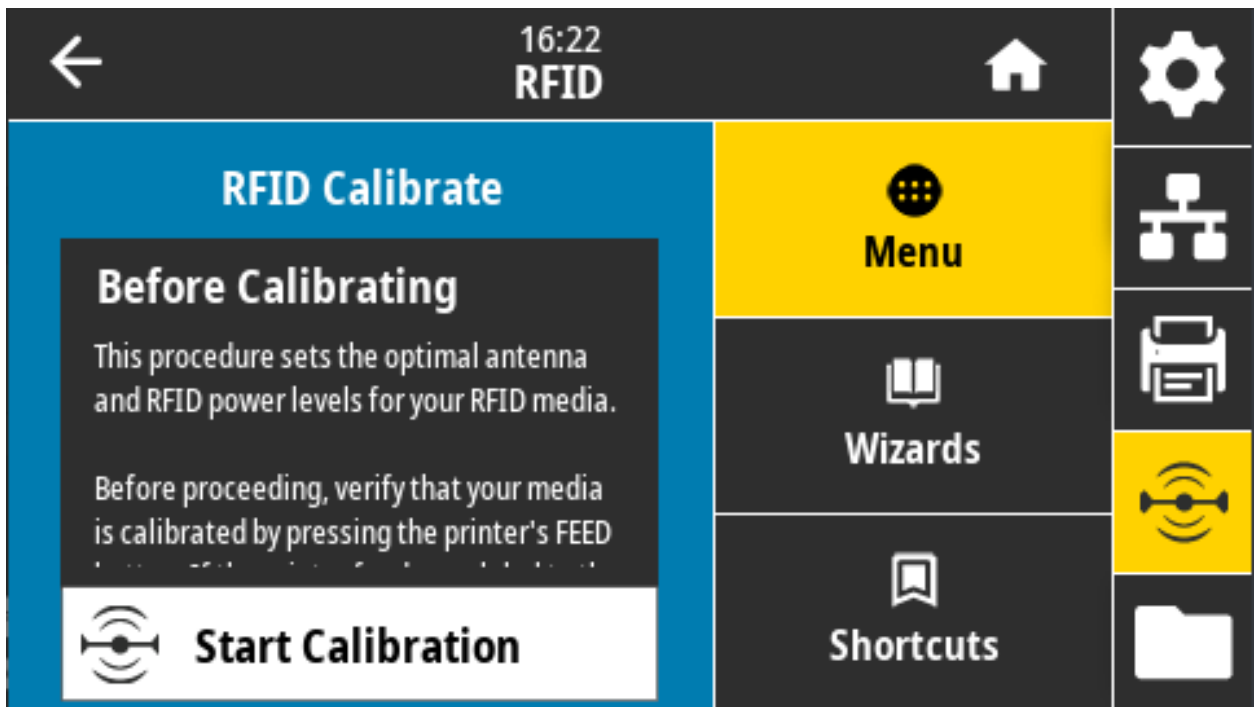 16:22
RFID
RFID Calibrate
Before Calibrating
This procedure sets the optimal antenna
and RFID power levels for your RFID media.
Before proceeding, verify that your media
is calibrated by pressing the printer's FEED
Start Calibration
Menu
Wizards
Shortcuts